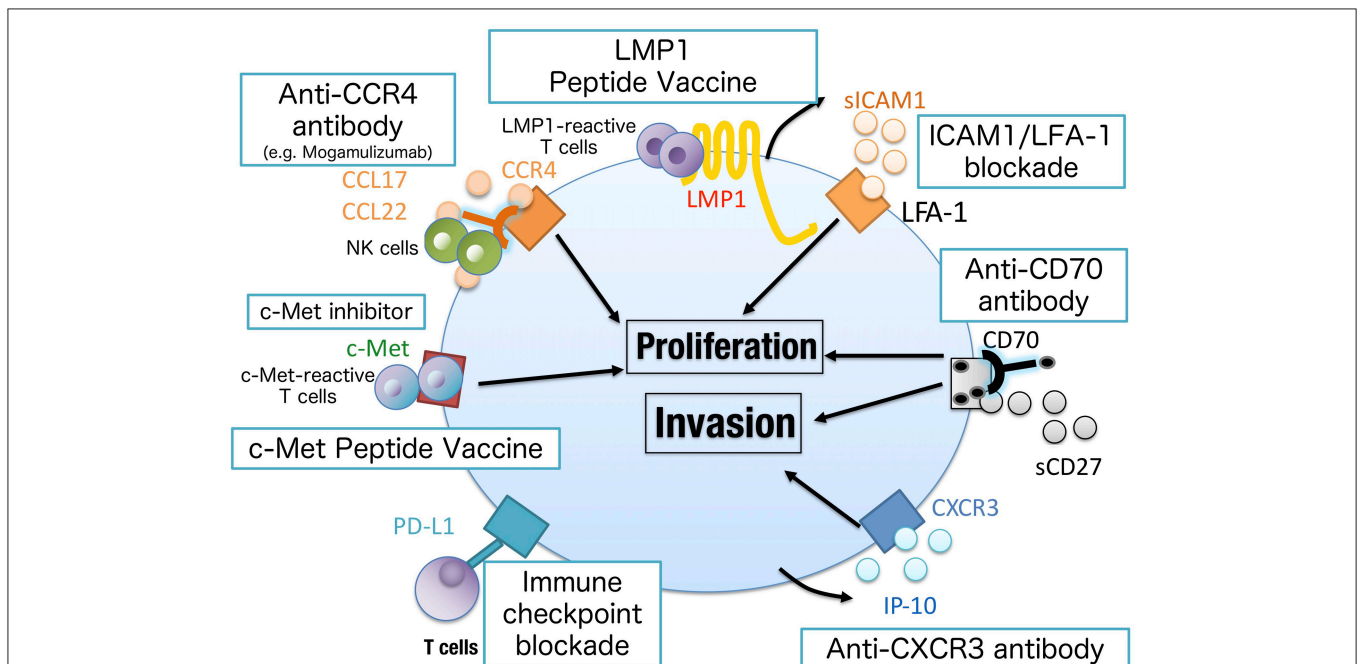 LMP1
Peptide Vaccine
Anti-CCR4
antibody
(e.g. Mogamulizumab)
LMP1-reactive
T cells
sICAM1
ICAM1/LFA-1
blockade
CCL17
CCR4
LMP1
CCL22
LFA-1
NK cells
Anti-CD70
antibody
c-Met inhibitor
CD70
c-Met
Proliferation
c-Met-reactive
T cells
Invasion
c-Met Peptide Vaccine
sCD27
PD-L1
CXCR3
Immune
checkpoint
blockade
IP-10
T cells
Anti-CXCR3 antibody